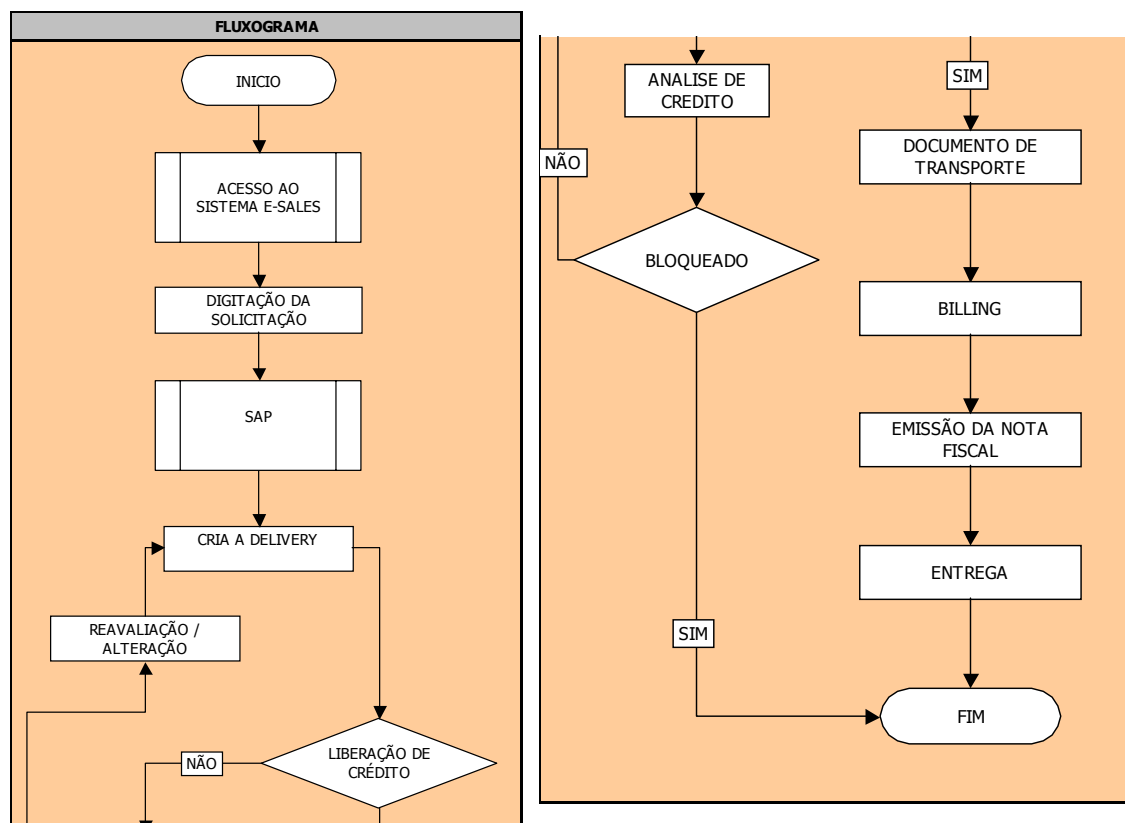 FLUXOGRAMA
INICIO
ACESSO AO
SISTEMA E-SALES
DIGITAÇÃO DA
SOLICITAÇÃO
SAP
CRIA A DELIVERY
REAVALIAÇÃO /
ALTERAÇÃO
LIBERAÇÃO DE
CRÉDITO
NÃO
ANALISE DE
CREDITO
NÃO
BLOQUEADO
SIM
SIM
DOCUMENTO DE
TRANSPORTE
BILLING
EMISSÃO DA NOTA
FISCAL
ENTREGA
FIM